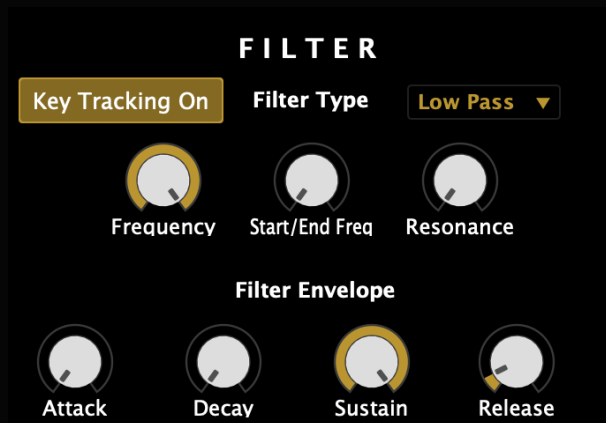 FILTER
Key Tracking On Filter Type Low Pass
Frequency Start/End Freq Resonance
Filter Envelope
Attack Decay Sustain Release